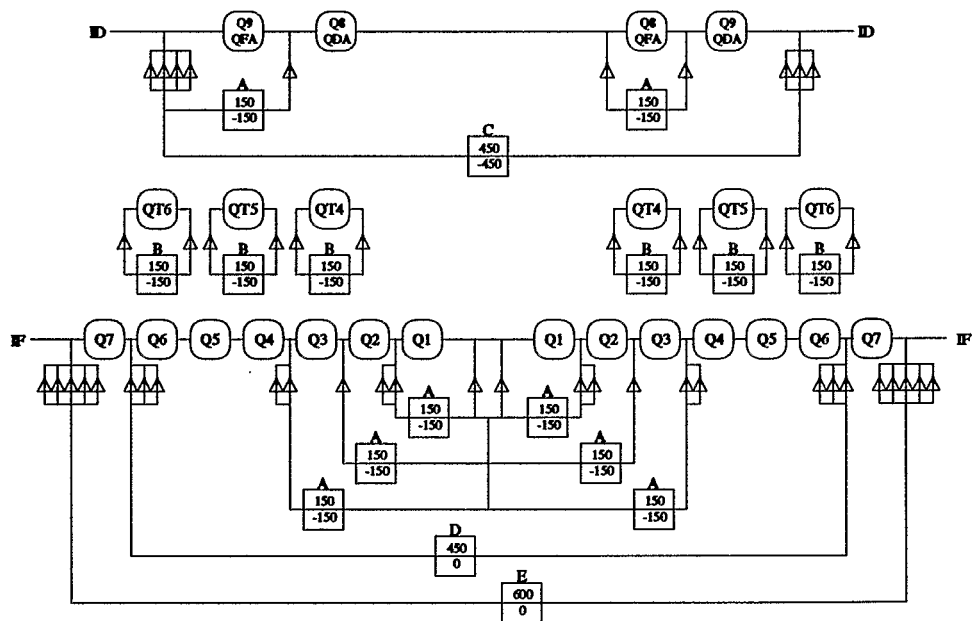 ID Q9 QFA Q8 QDA Q8 QFA Q9 QDA ID
A 150 -150 A 150 -150
C 450 -450
QT6 QT5 QT4 QT4 QT5 QT6
B B B B B B
150 150 150 150 150 150
-150 -150 -150 -150 -150 -150
IF Q7 Q6 Q5 Q4 Q3 Q2 Q1 Q1 Q2 Q3 Q4 Q5 Q6 Q7 IF
A 150 -150 A 150 -150
A 150 -150 A 150 -150
A 150 -150 A 150 -150
D 450 0
E 600 0